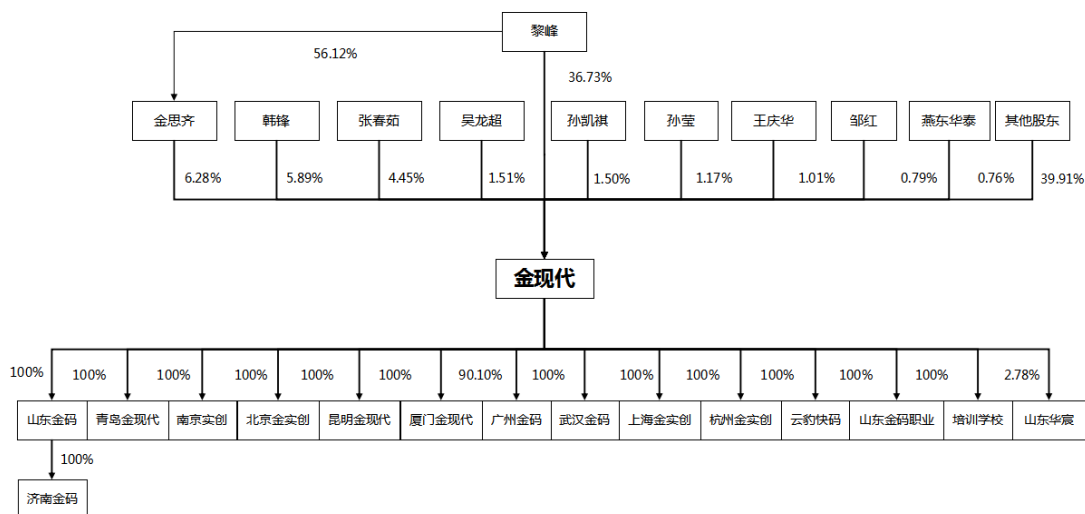 黎峰
56.12%
36.73%
金思齐
韩锋
张春茹
吴龙超
孙凯祺
孙莹
王庆华
邹红
燕东华泰
其他股东
6.28%
5.89%
4.45%
1.51%
1.50%
1.17%
1.01%
0.79%
0.76%
39.91%
金现代
100%
100%
100%
100%
100%
100%
90.10%
100%
100%
100%
100%
100%
100%
2.78%
山东金码
青岛金现代
南京实创
北京金实创
昆明金现代
厦门金现代
广州金码
武汉金码
上海金实创
杭州金实创
云豹快码
山东金码职业
培训学校
山东华宸
100%
济南金码